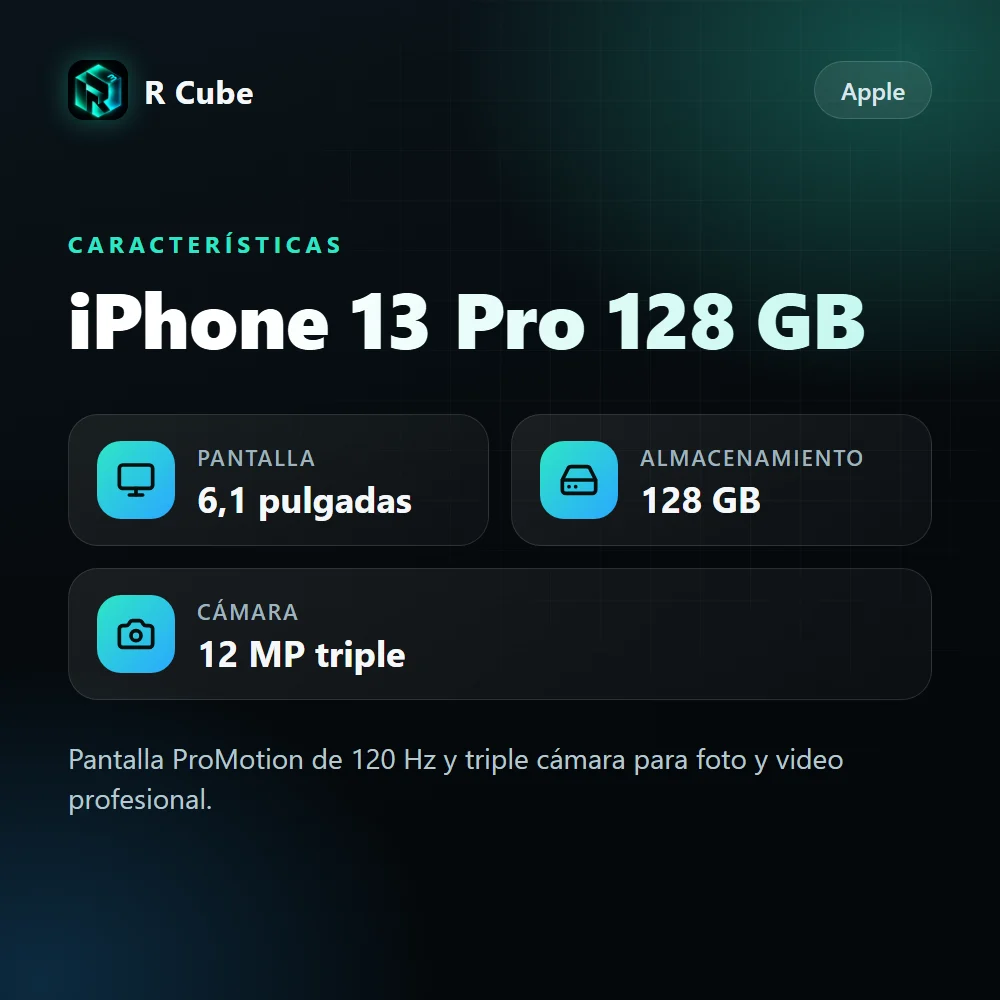 R Cube
Apple
CARACTERÍSTICAS
iPhone 13 Pro 128 GB
PANTALLA
6,1 pulgadas
ALMACENAMIENTO
128 GB
CÁMARA
12 MP triple
Pantalla ProMotion de 120 Hz y triple cámara para foto y video
profesional.